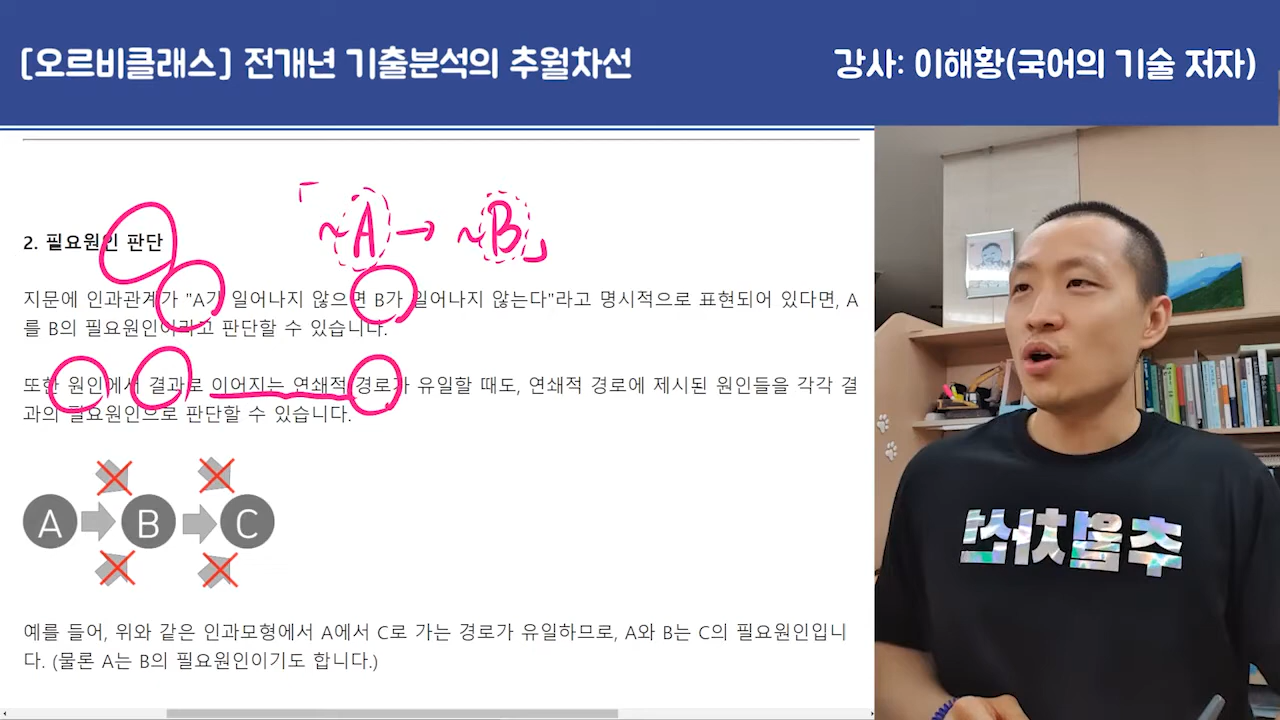 [오르비클래스] 전개년 기출분석의 추월차선
강사: 이해황(국어의 기술 저자)
「~A → ~B」
2. 필요원인 판단
지문에 인과관계가 "A가 일어나지 않으면 B가 일어나지 않는다"라고 명시적으로 표현되어 있다면, A
를 B의 필요원인이라고 판단할 수 있습니다.
또한 원인에서 결과로 이어지는 연쇄적 경로가 유일할 때도, 연쇄적 경로에 제시된 원인들을 각각 결
과의 필요원인으로 판단할 수 있습니다.
A B C
예를 들어, 위와 같은 인과모형에서 A에서 C로 가는 경로가 유일하므로, A와 B는 C의 필요원인입니
다. (물론 A는 B의 필요원인이기도 합니다.)